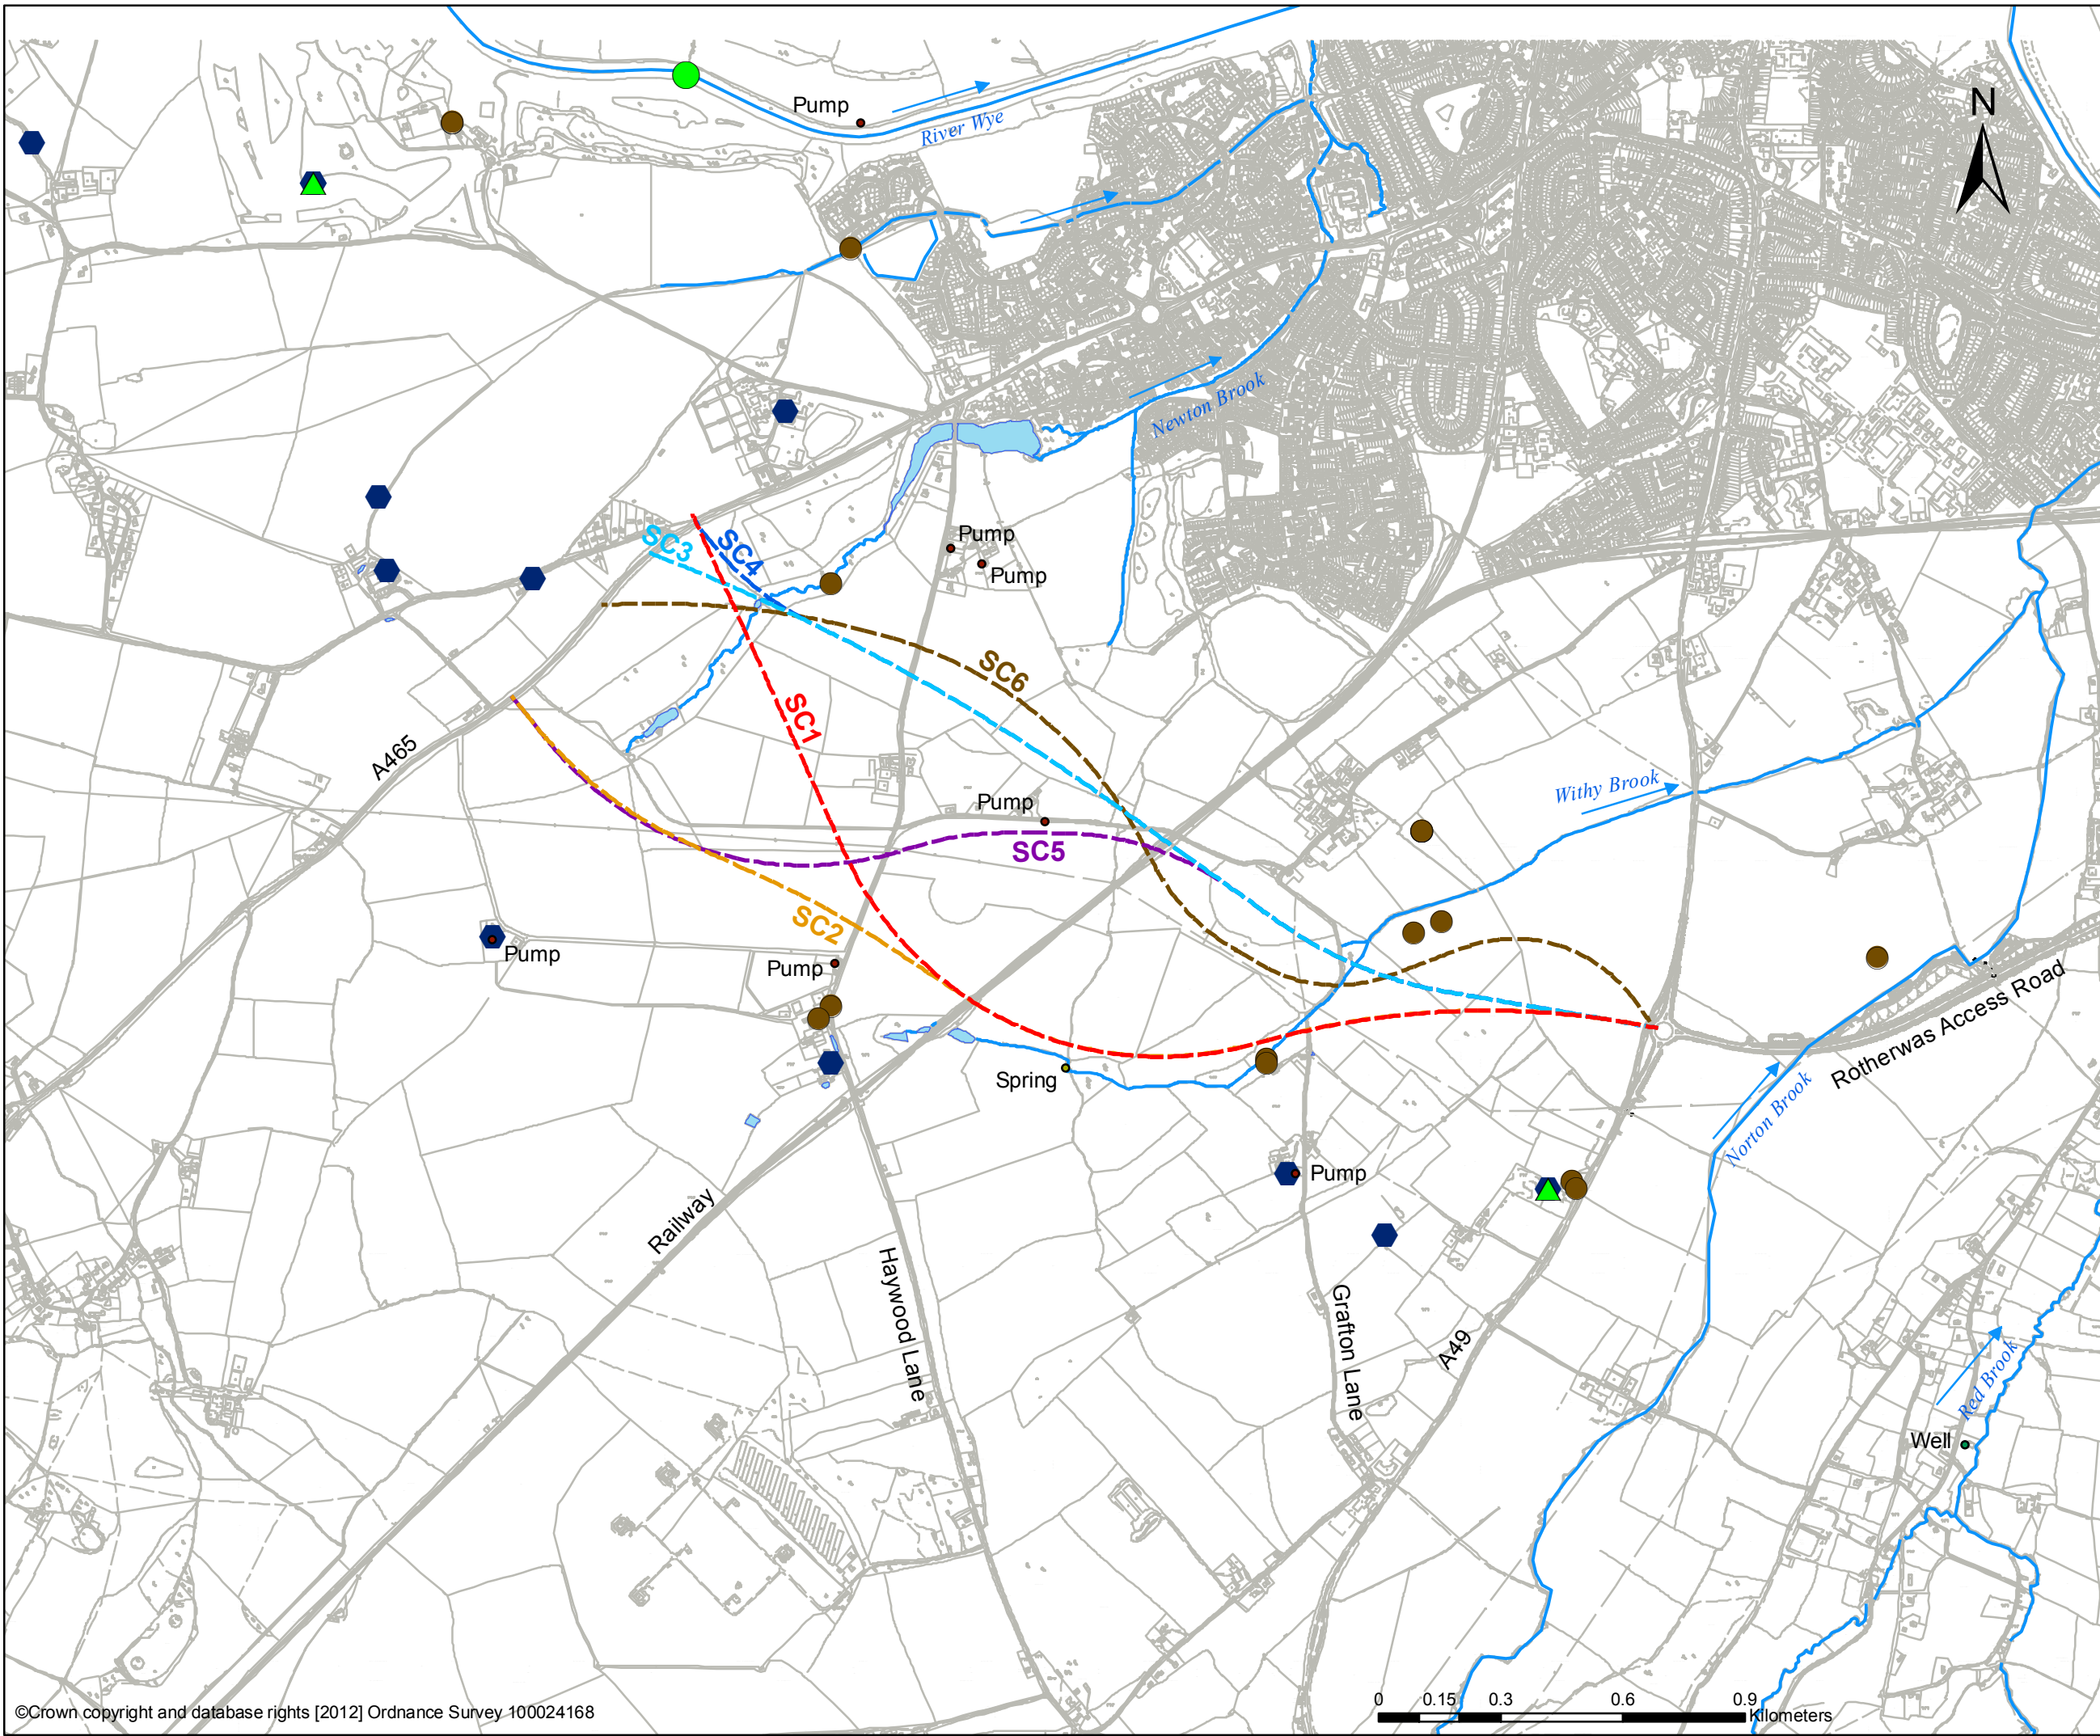 N
Pump
River Wye
Newton Brook
SC3
SC4
Pump
Pump
SC6
SC1
A465
Withy Brook
Pump
SC5
SC2
Pump
Pump
Rotherwas Access Road
Spring
Norton Brook
Pump
Railway
Haywood Lane
Grafton Lane
A49
Red Brook
Well
0 0.15 0.3 0.6 0.9
Kilometers
©Crown copyright and database rights [2012] Ordnance Survey 100024168